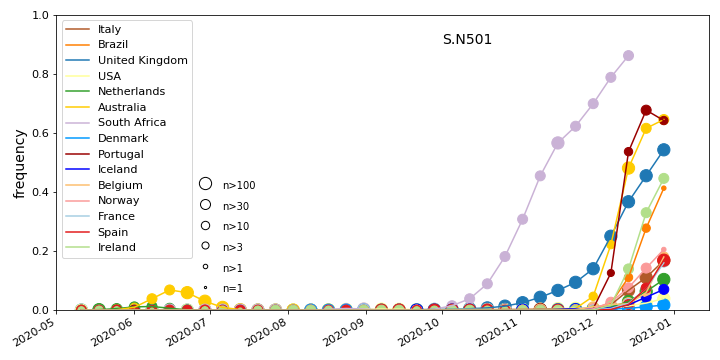 S.N501
frequency
1.0
0.8
0.6
0.4
0.2
0.0
Italy
Brazil
United Kingdom
USA
Netherlands
Australia
South Africa
Denmark
Portugal
Iceland
Belgium
Norway
France
Spain
Ireland
n>100
n>30
n>10
n>3
n>1
n=1
2020-05
2020-06
2020-07
2020-08
2020-09
2020-10
2020-11
2020-12
2021-01